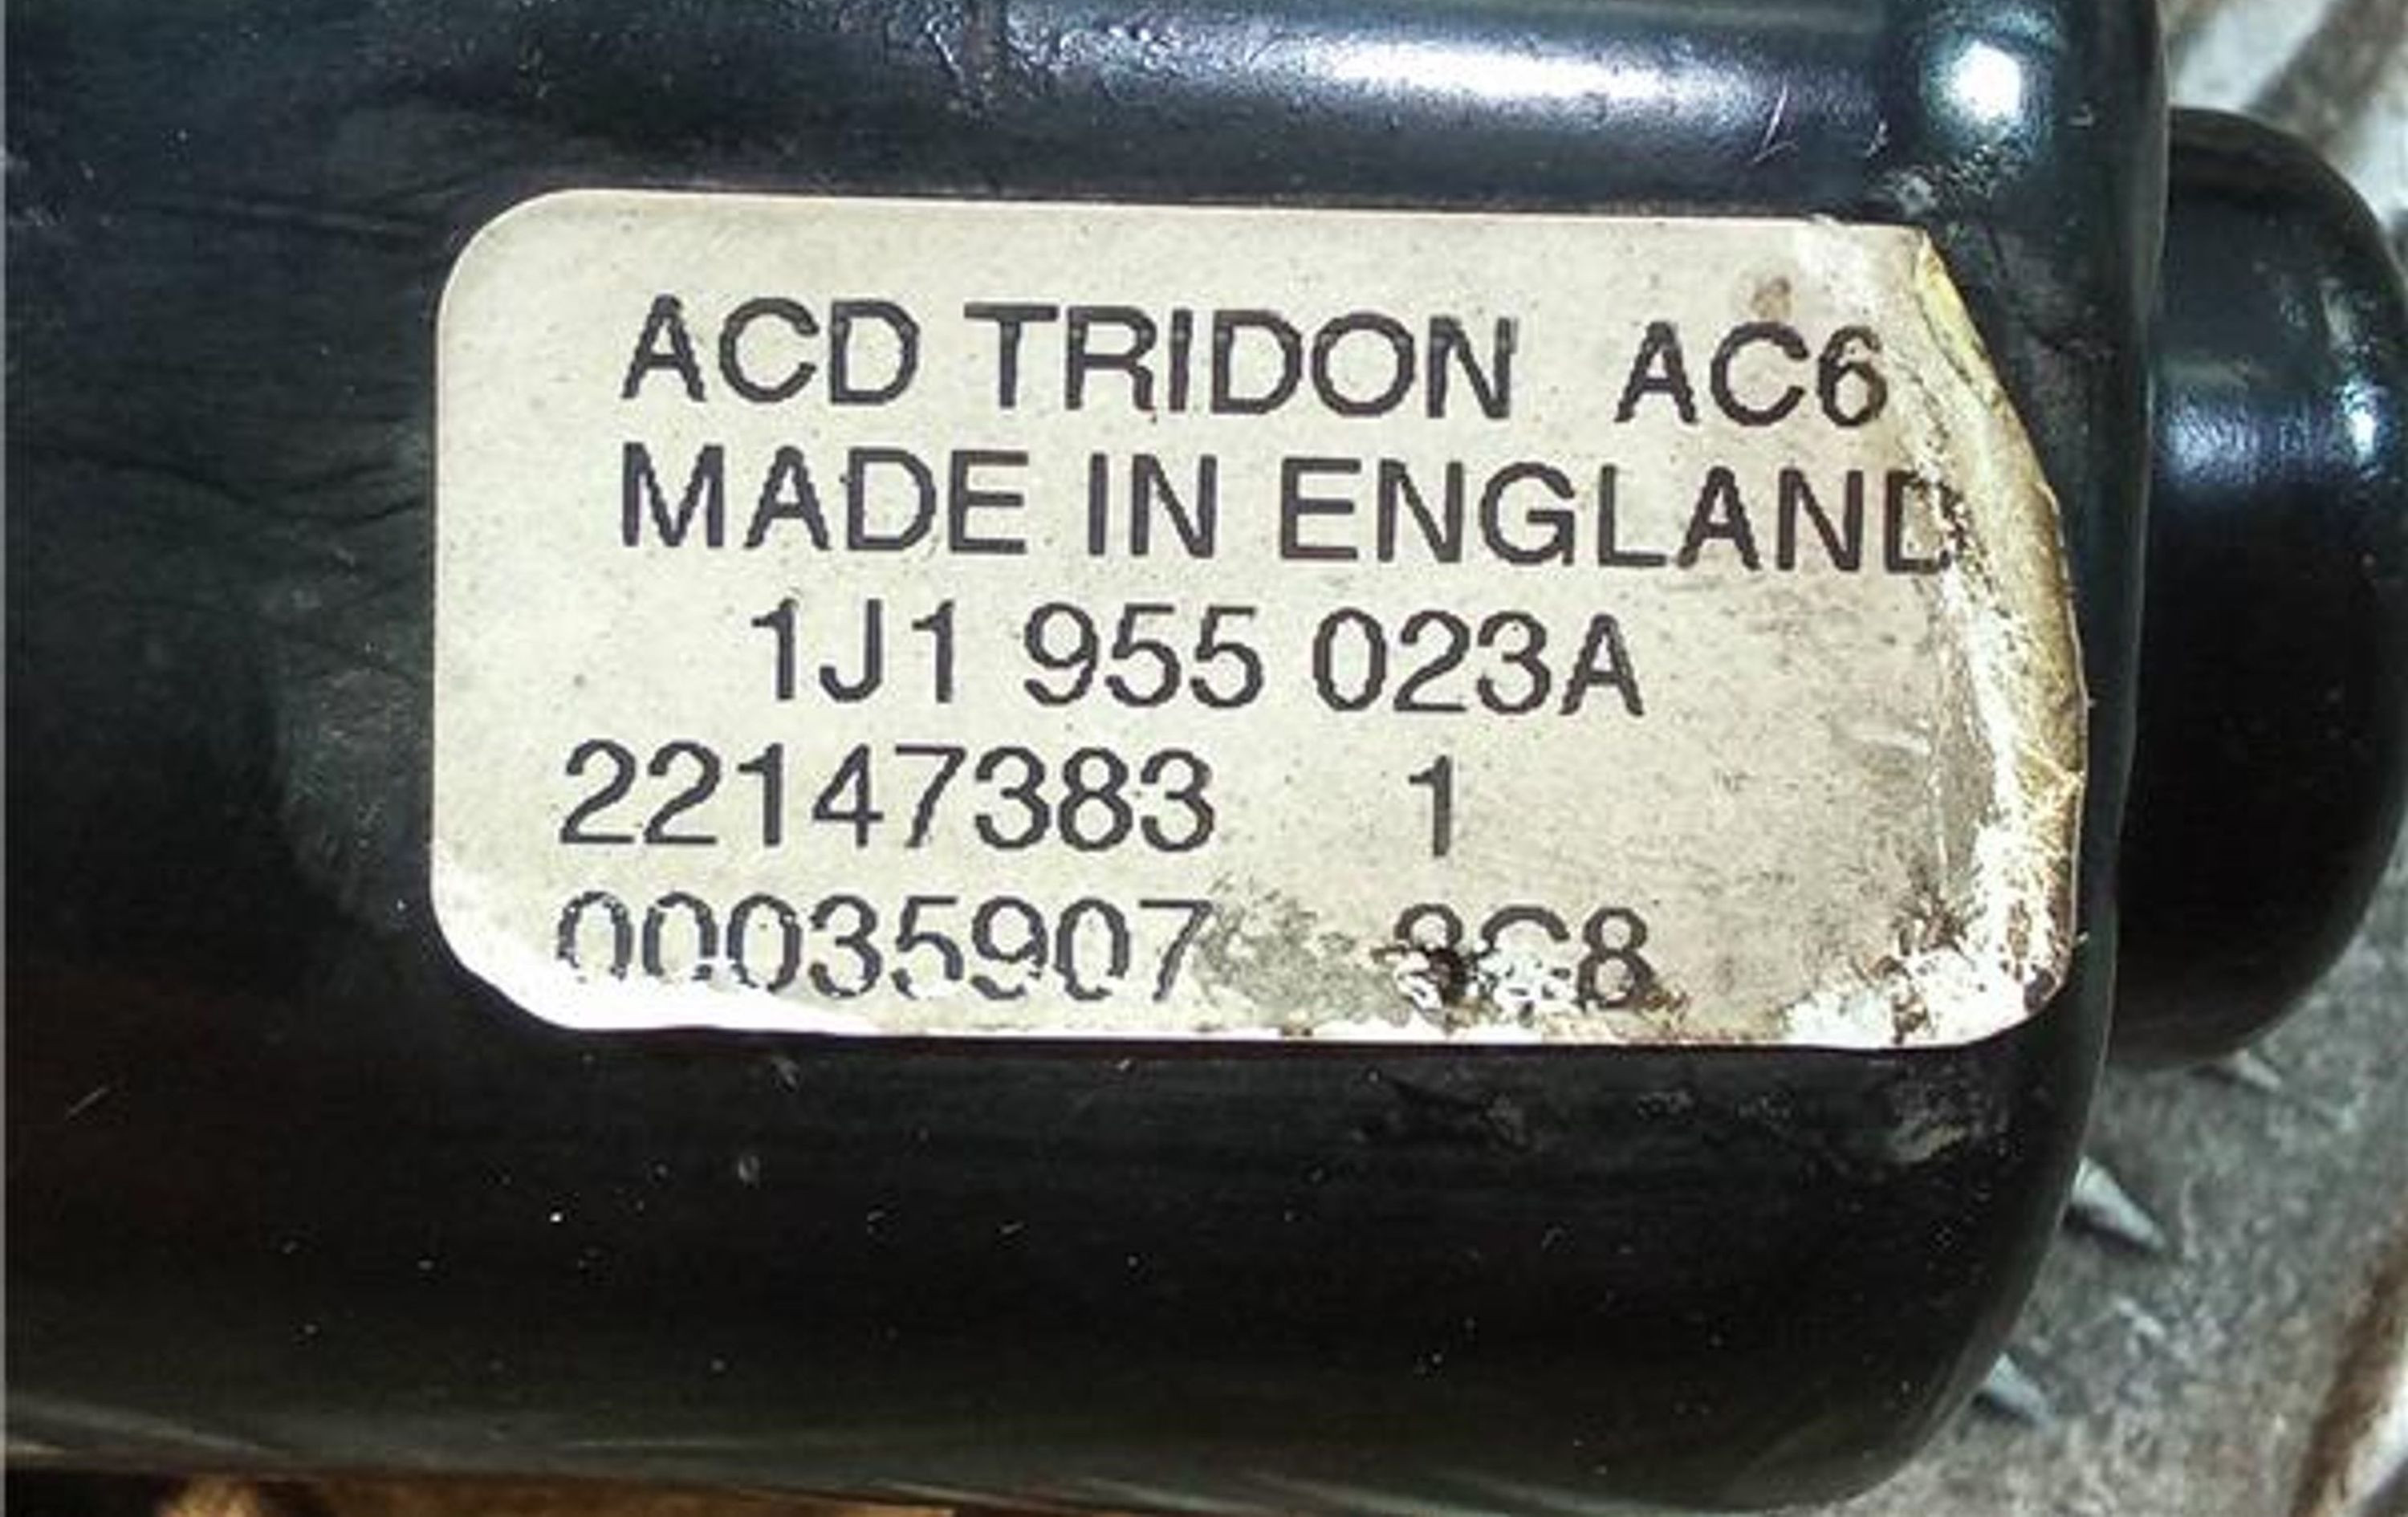 ACD TRIDON AC6
MADE IN ENGLAND
1J1 955 023A
22147383 1
00035907